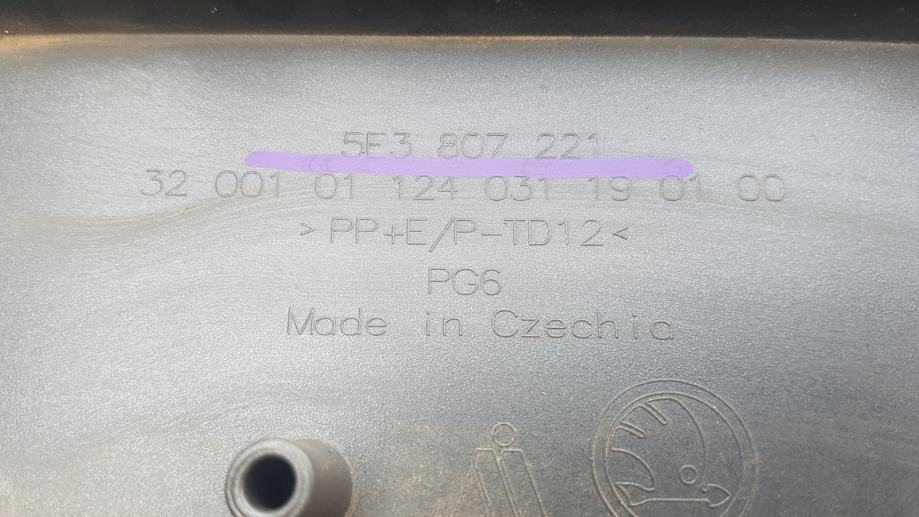 5E3 807 221
32 001 01 124 031 19 01 00
>PP+E/P-TD12<
PG6
Made in Czechia